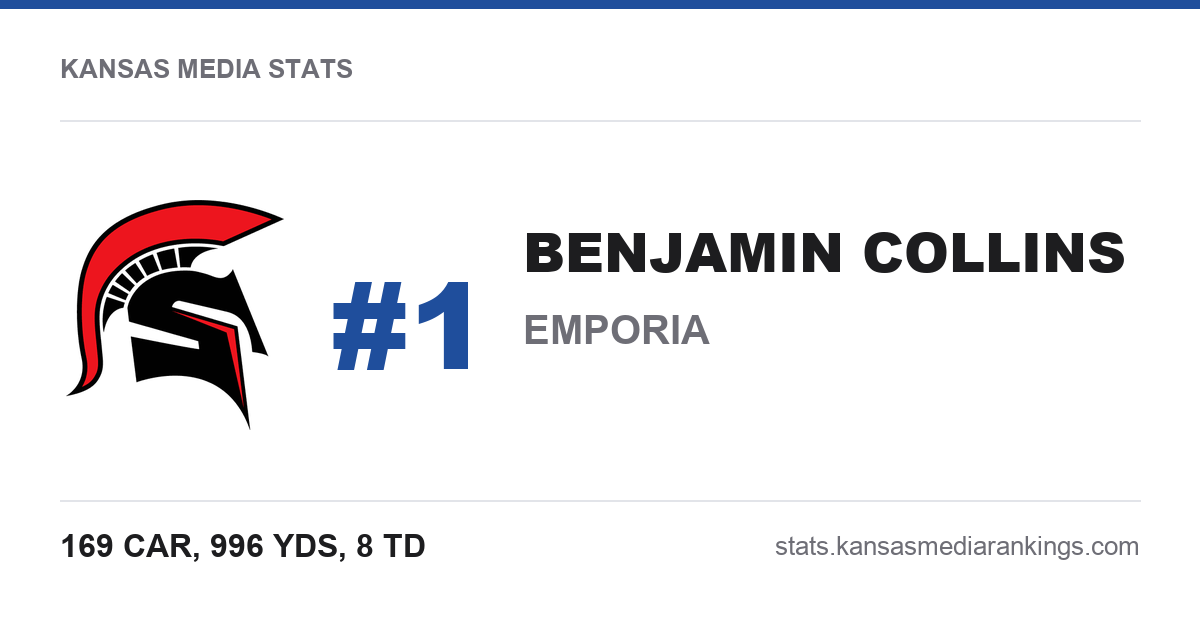 KANSAS MEDIA STATS
#1
BENJAMIN COLLINS
EMPORIA
169 CAR, 996 YDS, 8 TD
stats.kansasmediarankings.com